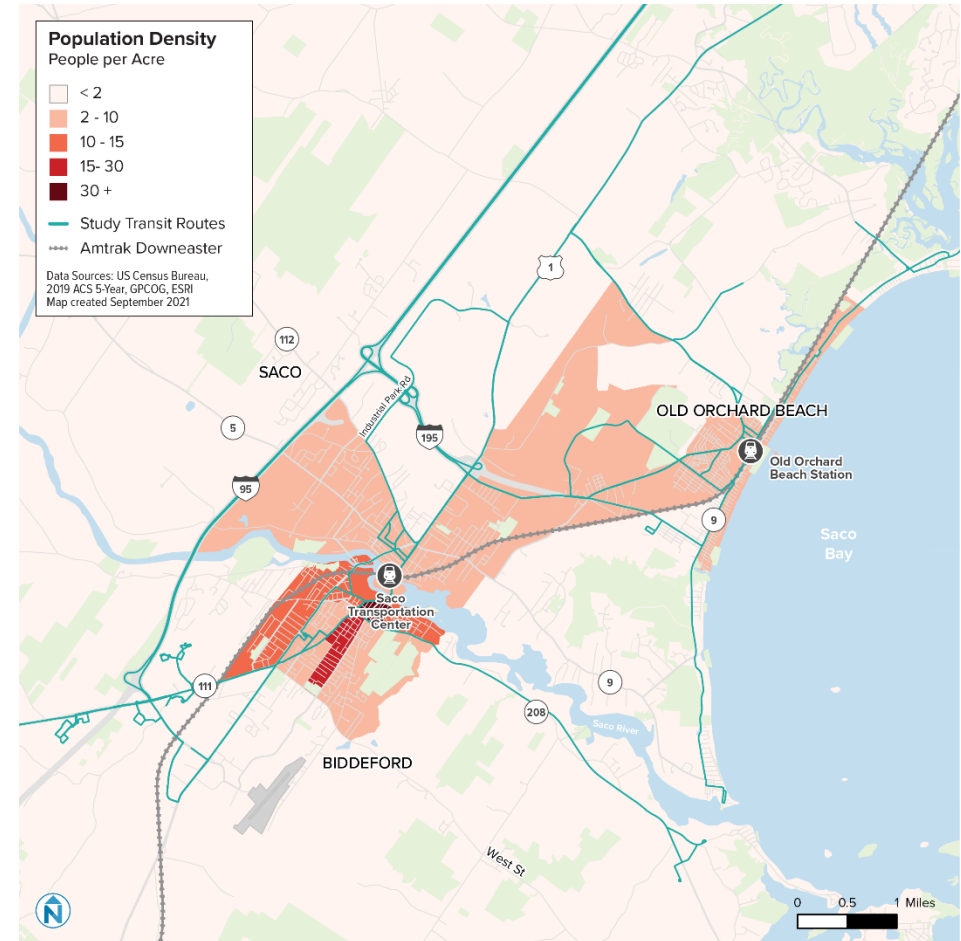 Population Density
People per Acre
< 2
2 - 10
10 - 15
15- 30
30 +
Study Transit Routes
Amtrak Downeaster
Data Sources: US Census Bureau,
2019 ACS 5-Year, GPCOG, ESRI
Map created September 2021
1
112
SACO
Industrial Park Rd
5
195
OLD ORCHARD BEACH
Old Orchard
Beach Station
95
9
Saco
Bay
Saco
Transportation
Center
111
9
208
Saco River
BIDDEFORD
West St
N
0 0.5 1 Miles